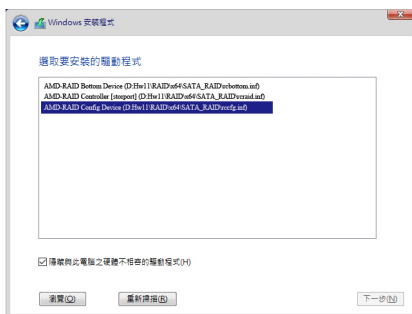 Windows 安裝程式
選取要安裝的驅動程式
AMD-RAID Bottom Device (D:\Hw11\RAID\x64\SATA_RAID\rcbottom.inf)
AMD-RAID Controller [storport] (D:\Hw11\RAID\x64\SATA_RAID\rcraid.inf)
AMD-RAID Config Device (D:\Hw11\RAID\x64\SATA_RAID\rccfg.inf)
隱藏與此電腦之硬體不相容的驅動程式(H)
瀏覽(O) 重新掃描(R) 下一步(N)